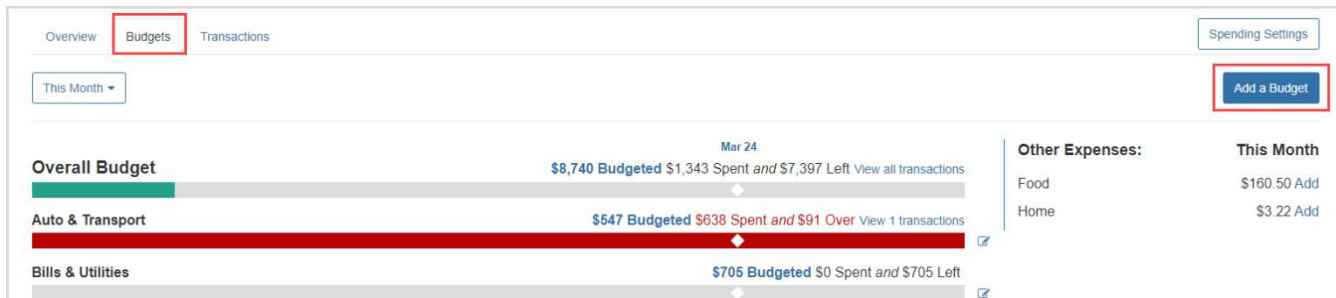 Overview Budgets Transactions Spending Settings
This Month Add a Budget
Mar 24
Overall Budget $8,740 Budgeted $1,343 Spent and $7,397 Left View all transactions
Auto & Transport $547 Budgeted $638 Spent and $91 Over View 1 transactions
Bills & Utilities $705 Budgeted $0 Spent and $705 Left
Other Expenses: This Month
Food $160.50 Add
Home $3.22 Add